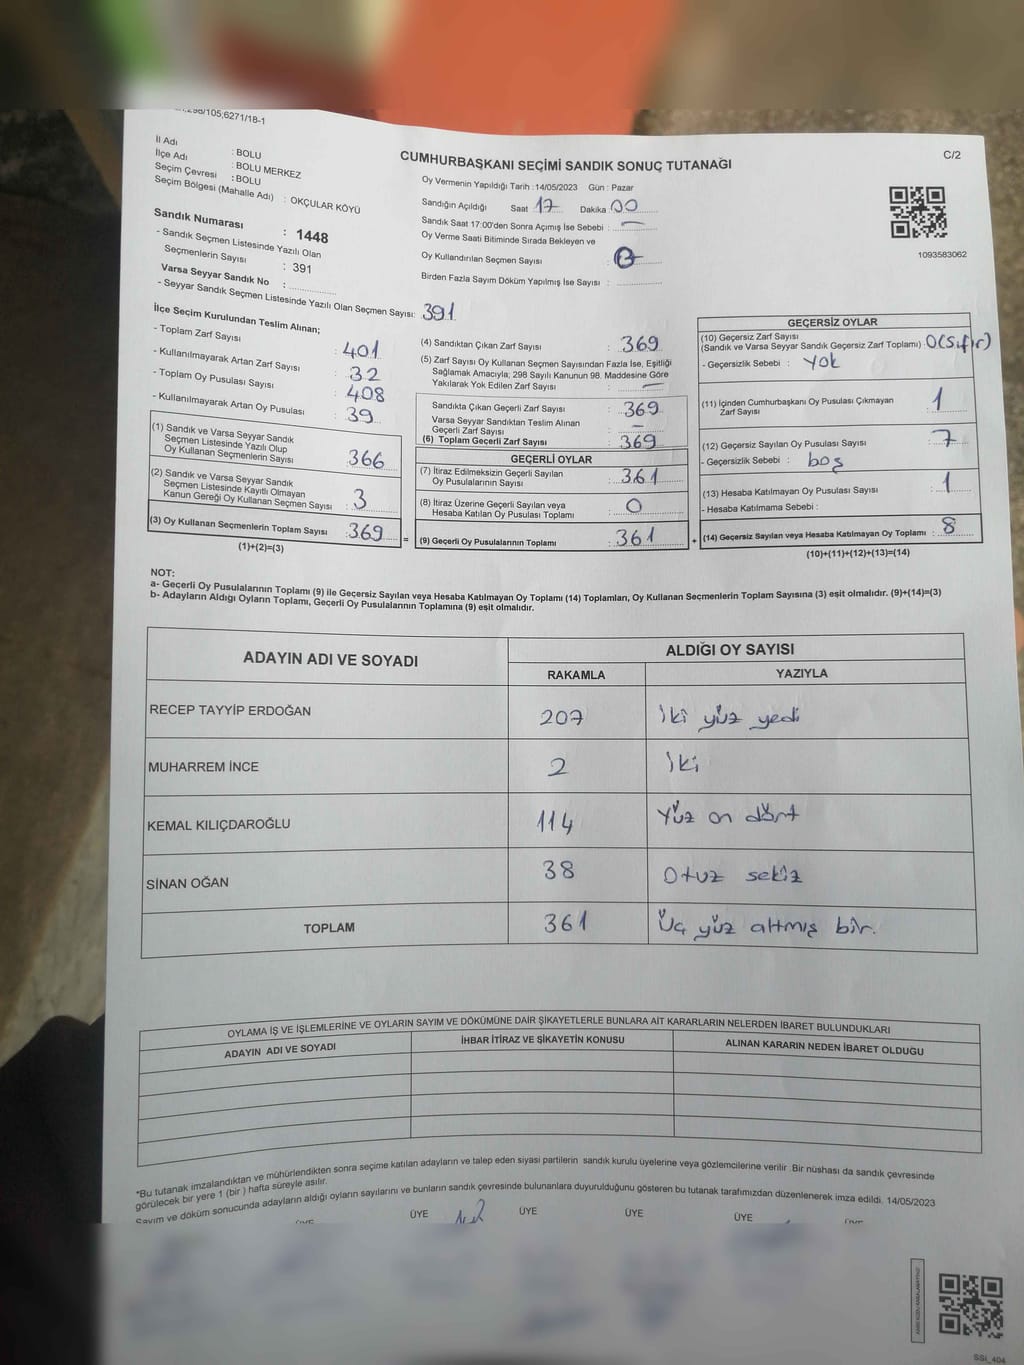 298/105;6271/18-1
C/2
CUMHURBAŞKANI SEÇİMİ SANDIK SONUÇ TUTANAĞI
İl Adı : BOLU
İlçe Adı : BOLU MERKEZ
Seçim Çevresi : BOLU
Seçim Bölgesi (Mahalle Adı) : OKÇULAR KÖYÜ
Sandık Numarası : 1448
- Sandık Seçmen Listesinde Yazılı Olan
Seçmenlerin Sayısı : 391
Varsa Seyyar Sandık No :
- Seyyar Sandık Seçmen Listesinde Yazılı Olan Seçmen Sayısı: 391
Oy Vermenin Yapıldığı Tarih : 14/05/2023 Gün : Pazar
Sandığın Açıldığı Saat 17 Dakika 00
Sandık Saat 17:00'den Sonra Açımış İse Sebebi : —
Oy Verme Saati Bitiminde Sırada Bekleyen ve
Oy Kullandırılan Seçmen Sayısı :
Birden Fazla Sayım Döküm Yapılmış İse Sayısı :
1093583062
İlçe Seçim Kurulundan Teslim Alınan;
- Toplam Zarf Sayısı : 401
- Kullanılmayarak Artan Zarf Sayısı : 32
- Toplam Oy Pusulası Sayısı : 408
- Kullanılmayarak Artan Oy Pusulası : 39
(1) Sandık ve Varsa Seyyar Sandık
Seçmen Listesinde Yazılı Olup
Oy Kullanan Seçmenlerin Sayısı : 366
(2) Sandık ve Varsa Seyyar Sandık
Seçmen Listesinde Kayıtlı Olmayan
Kanun Gereği Oy Kullanan Seçmen Sayısı : 3
(3) Oy Kullanan Seçmenlerin Toplam Sayısı : 369 =
(1)+(2)=(3)
(4) Sandıktan Çıkan Zarf Sayısı : 369
(5) Zarf Sayısı Oy Kullanan Seçmen Sayısından Fazla İse, Eşitliği
Sağlamak Amacıyla; 298 Sayılı Kanunun 98. Maddesine Göre
Yakılarak Yok Edilen Zarf Sayısı : —
Sandıkta Çıkan Geçerli Zarf Sayısı : 369
Varsa Seyyar Sandıktan Teslim Alınan
Geçerli Zarf Sayısı : —
(6) Toplam Geçerli Zarf Sayısı : 369
GEÇERLİ OYLAR
(7) İtiraz Edilmeksizin Geçerli Sayılan
Oy Pusulalarının Sayısı : 361
(8) İtiraz Üzerine Geçerli Sayılan veya
Hesaba Katılan Oy Pusulası Toplamı : 0
(9) Geçerli Oy Pusulalarının Toplamı : 361 +
GEÇERSİZ OYLAR
(10) Geçersiz Zarf Sayısı
(Sandık ve Varsa Seyyar Sandık Geçersiz Zarf Toplamı) : 0(Sıfır)
- Geçersizlik Sebebi : Yok
(11) İçinden Cumhurbaşkanı Oy Pusulası Çıkmayan
Zarf Sayısı : 1
(12) Geçersiz Sayılan Oy Pusulası Sayısı : 7
- Geçersizlik Sebebi : boş
(13) Hesaba Katılmayan Oy Pusulası Sayısı : 1
- Hesaba Katılmama Sebebi :
(14) Geçersiz Sayılan veya Hesaba Katılmayan Oy Toplamı : 8
(10)+(11)+(12)+(13)=(14)
NOT:
a- Geçerli Oy Pusulalarının Toplamı (9) ile Geçersiz Sayılan veya Hesaba Katılmayan Oy Toplamı (14) Toplamları, Oy Kullanan Seçmenlerin Toplam Sayısına (3) eşit olmalıdır. (9)+(14)=(3)
b- Adayların Aldığı Oyların Toplamı, Geçerli Oy Pusulalarının Toplamına (9) eşit olmalıdır.
ADAYIN ADI VE SOYADI
ALDIĞI OY SAYISI
RAKAMLA YAZIYLA
RECEP TAYYİP ERDOĞAN 207 İki yüz yedi
MUHARREM İNCE 2 İki
KEMAL KILIÇDAROĞLU 114 Yüz on dört
SİNAN OĞAN 38 Otuz sekiz
TOPLAM 361 Üç yüz altmış bir.
OYLAMA İŞ VE İŞLEMLERİNE VE OYLARIN SAYIM VE DÖKÜMÜNE DAİR ŞİKAYETLERLE BUNLARA AİT KARARLARIN NELERDEN İBARET BULUNDUKLARI
ADAYIN ADI VE SOYADI İHBAR İTİRAZ VE ŞİKAYETİN KONUSU ALINAN KARARIN NEDEN İBARET OLDUĞU
*Bu tutanak imzalandıktan ve mühürlendikten sonra seçime katılan adayların ve talep eden siyasi partilerin sandık kurulu üyelerine veya gözlemcilerine verilir Bir nüshası da sandık çevresinde
görülecek bir yere 1 (bir ) hafta süreyle asılır.
Sayım ve döküm sonucunda adayların aldığı oyların sayılarını ve bunların sandık çevresinde bulunanlara duyurulduğunu gösteren bu tutanak tarafımızdan düzenlenerek imza edildi. 14/05/2023
ÜYE ÜYE ÜYE ÜYE ÜYE ÜYE
SSİ_404